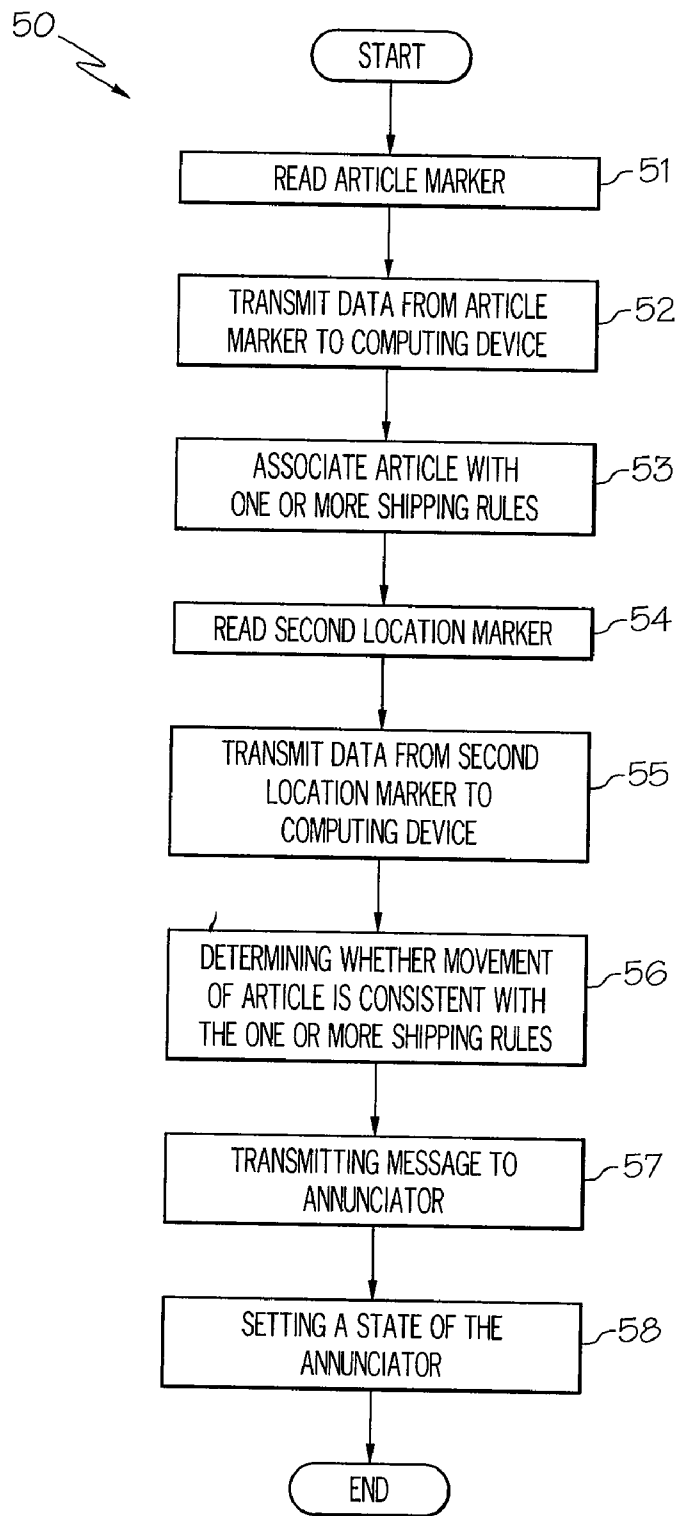 50
START
READ ARTICLE MARKER
51
TRANSMIT DATA FROM ARTICLE
MARKER TO COMPUTING DEVICE
52
ASSOCIATE ARTICLE WITH
ONE OR MORE SHIPPING RULES
53
READ SECOND LOCATION MARKER
54
TRANSMIT DATA FROM SECOND
LOCATION MARKER TO
COMPUTING DEVICE
55
DETERMINING WHETHER MOVEMENT
OF ARTICLE IS CONSISTENT WITH
THE ONE OR MORE SHIPPING RULES
56
TRANSMITTING MESSAGE TO
ANNUNCIATOR
57
SETTING A STATE OF THE
ANNUNCIATOR
58
END